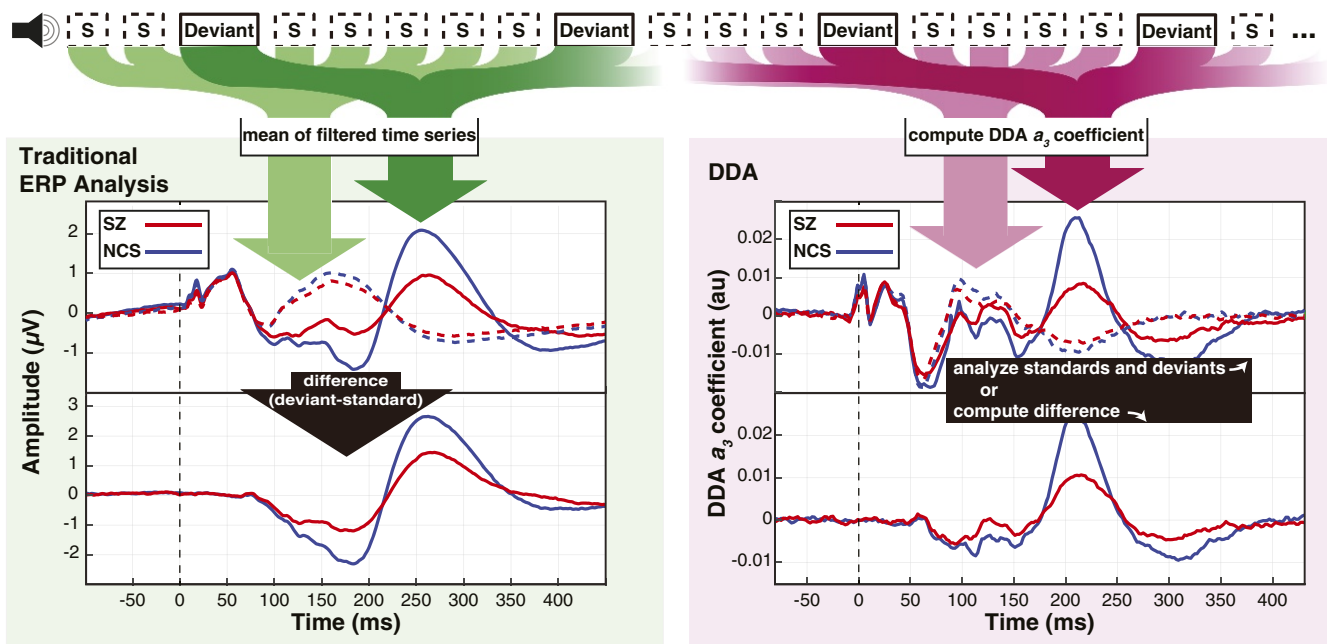 S S Deviant S S S S S Deviant S S S Deviant S S S S Deviant S ...
mean of filtered time series
compute DDA a₃ coefficient
Traditional
ERP Analysis
SZ
NCS
2
1
0
-1
difference
(deviant-standard)
3
2
1
0
-1
-2
Amplitude (µV)
-50 0 50 100 150 200 250 300 350 400
Time (ms)
DDA
SZ
NCS
0.02
0.010
0
-0.01
analyze standards and deviants
or
compute difference
0.02
0.01
0
-0.01
DDA a₃ coefficient (au)
-50 0 50 100 150 200 250 300 350 400
Time (ms)